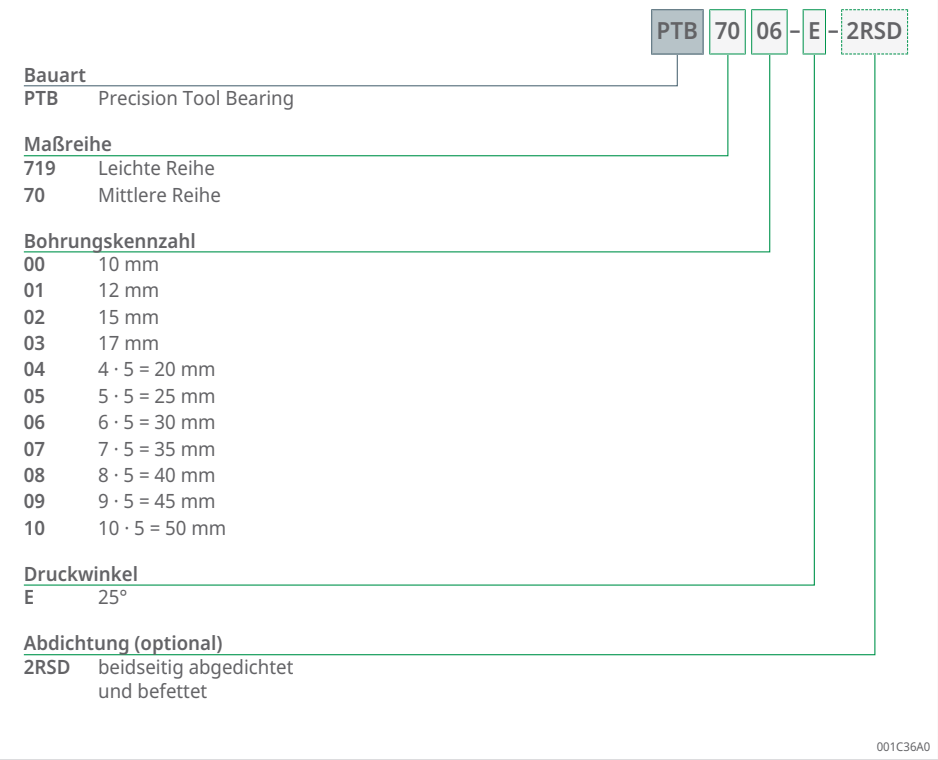 PTB 70 06 – E – 2RSD
Bauart
PTB Precision Tool Bearing
Maßreihe
719 Leichte Reihe
70 Mittlere Reihe
Bohrungskennzahl
00 10 mm
01 12 mm
02 15 mm
03 17 mm
04 4 · 5 = 20 mm
05 5 · 5 = 25 mm
06 6 · 5 = 30 mm
07 7 · 5 = 35 mm
08 8 · 5 = 40 mm
09 9 · 5 = 45 mm
10 10 · 5 = 50 mm
Druckwinkel
E 25°
Abdichtung (optional)
2RSD beidseitig abgedichtet
und befettet
001C36A0